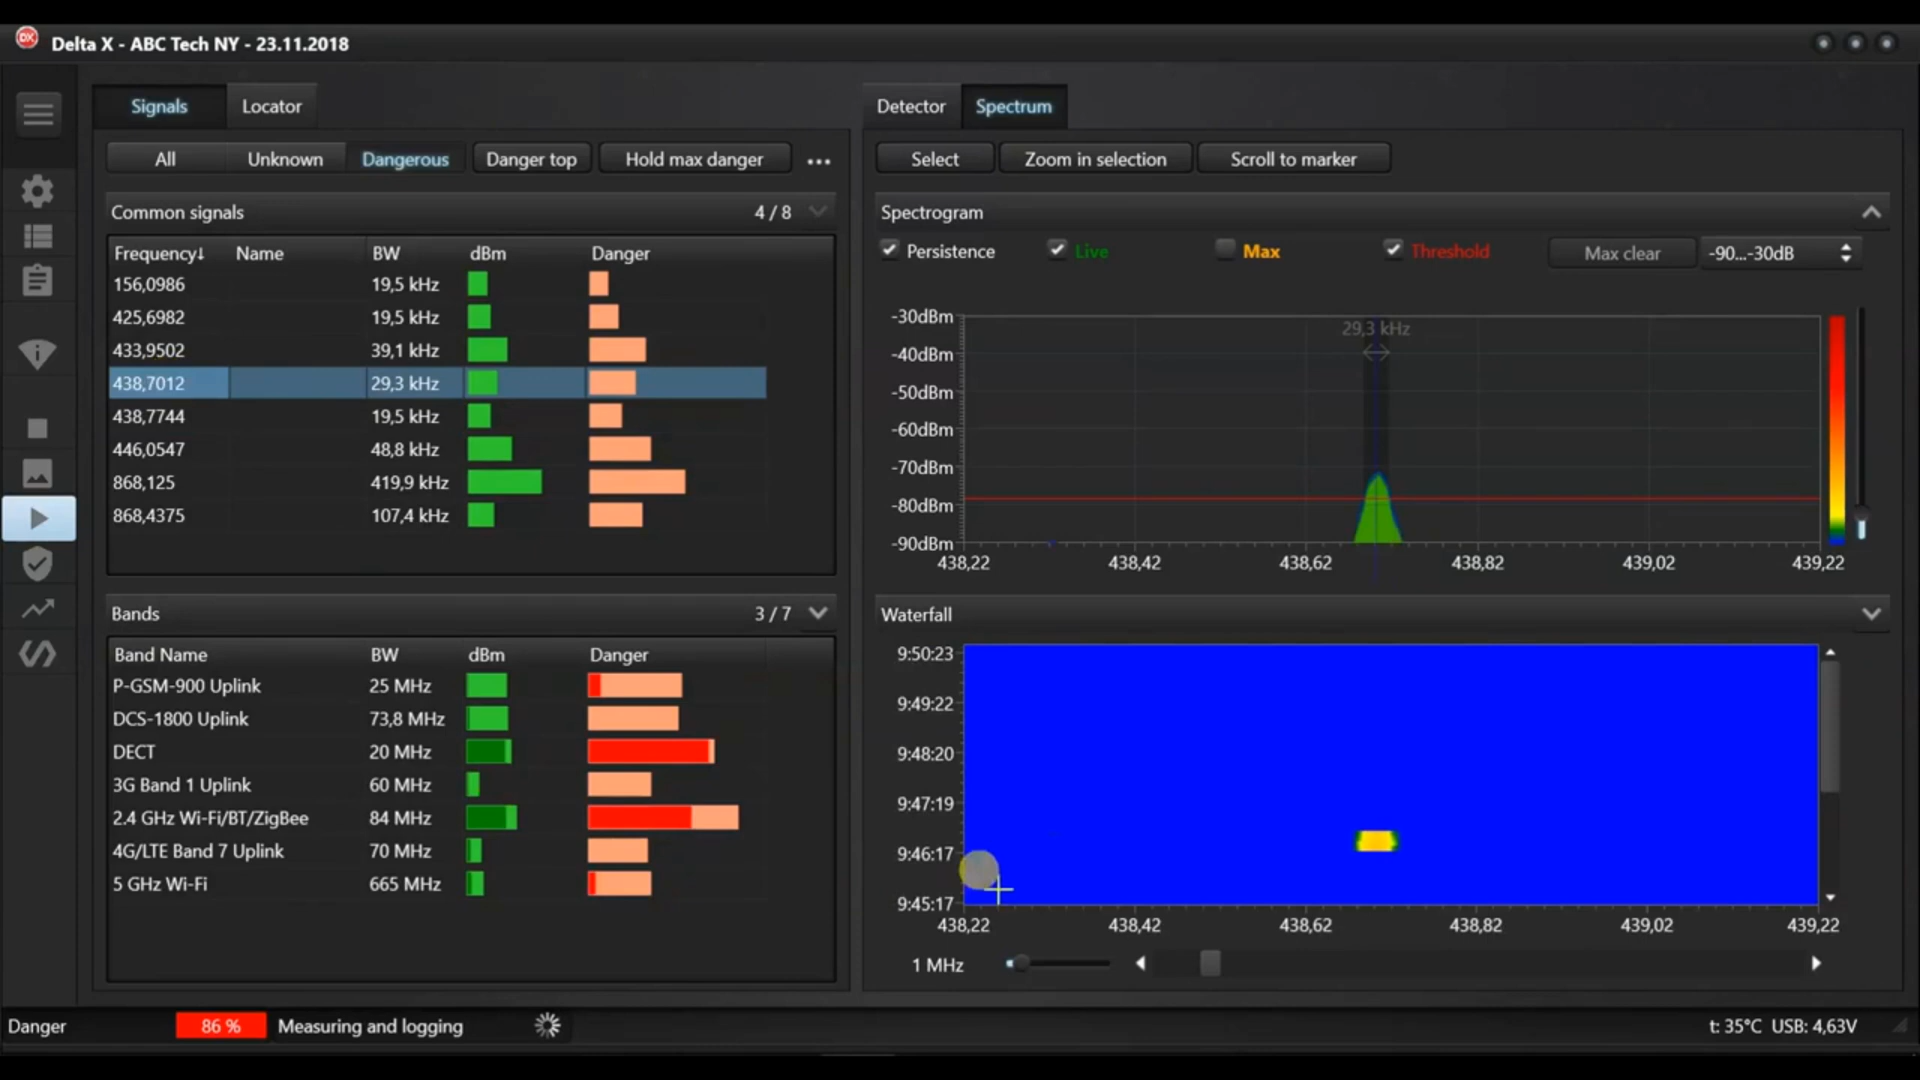 DX
Delta X - ABC Tech NY - 23.11.2018
Signals Locator
All Unknown Dangerous Danger top Hold max danger ...
Common signals 4 / 8
Frequency↓ Name BW dBm Danger
156,0986 19,5 kHz
425,6982 19,5 kHz
433,9502 39,1 kHz
438,7012 29,3 kHz
438,7744 19,5 kHz
446,0547 48,8 kHz
868,125 419,9 kHz
868,4375 107,4 kHz
Bands 3 / 7
Band Name BW dBm Danger
P-GSM-900 Uplink 25 MHz
DCS-1800 Uplink 73,8 MHz
DECT 20 MHz
3G Band 1 Uplink 60 MHz
2.4 GHz Wi-Fi/BT/ZigBee 84 MHz
4G/LTE Band 7 Uplink 70 MHz
5 GHz Wi-Fi 665 MHz
Detector Spectrum
Select Zoom in selection Scroll to marker
Spectrogram
Persistence Live Max Threshold Max clear -90...-30dB
29,3 kHz
-30dBm
-40dBm
-50dBm
-60dBm
-70dBm
-80dBm
-90dBm
438,22 438,42 438,62 438,82 439,02 439,22
Waterfall
9:50:23
9:49:22
9:48:20
9:47:19
9:46:17
9:45:17
438,22 438,42 438,62 438,82 439,02 439,22
1 MHz
Danger 86 % Measuring and logging t: 35°C USB: 4,63V